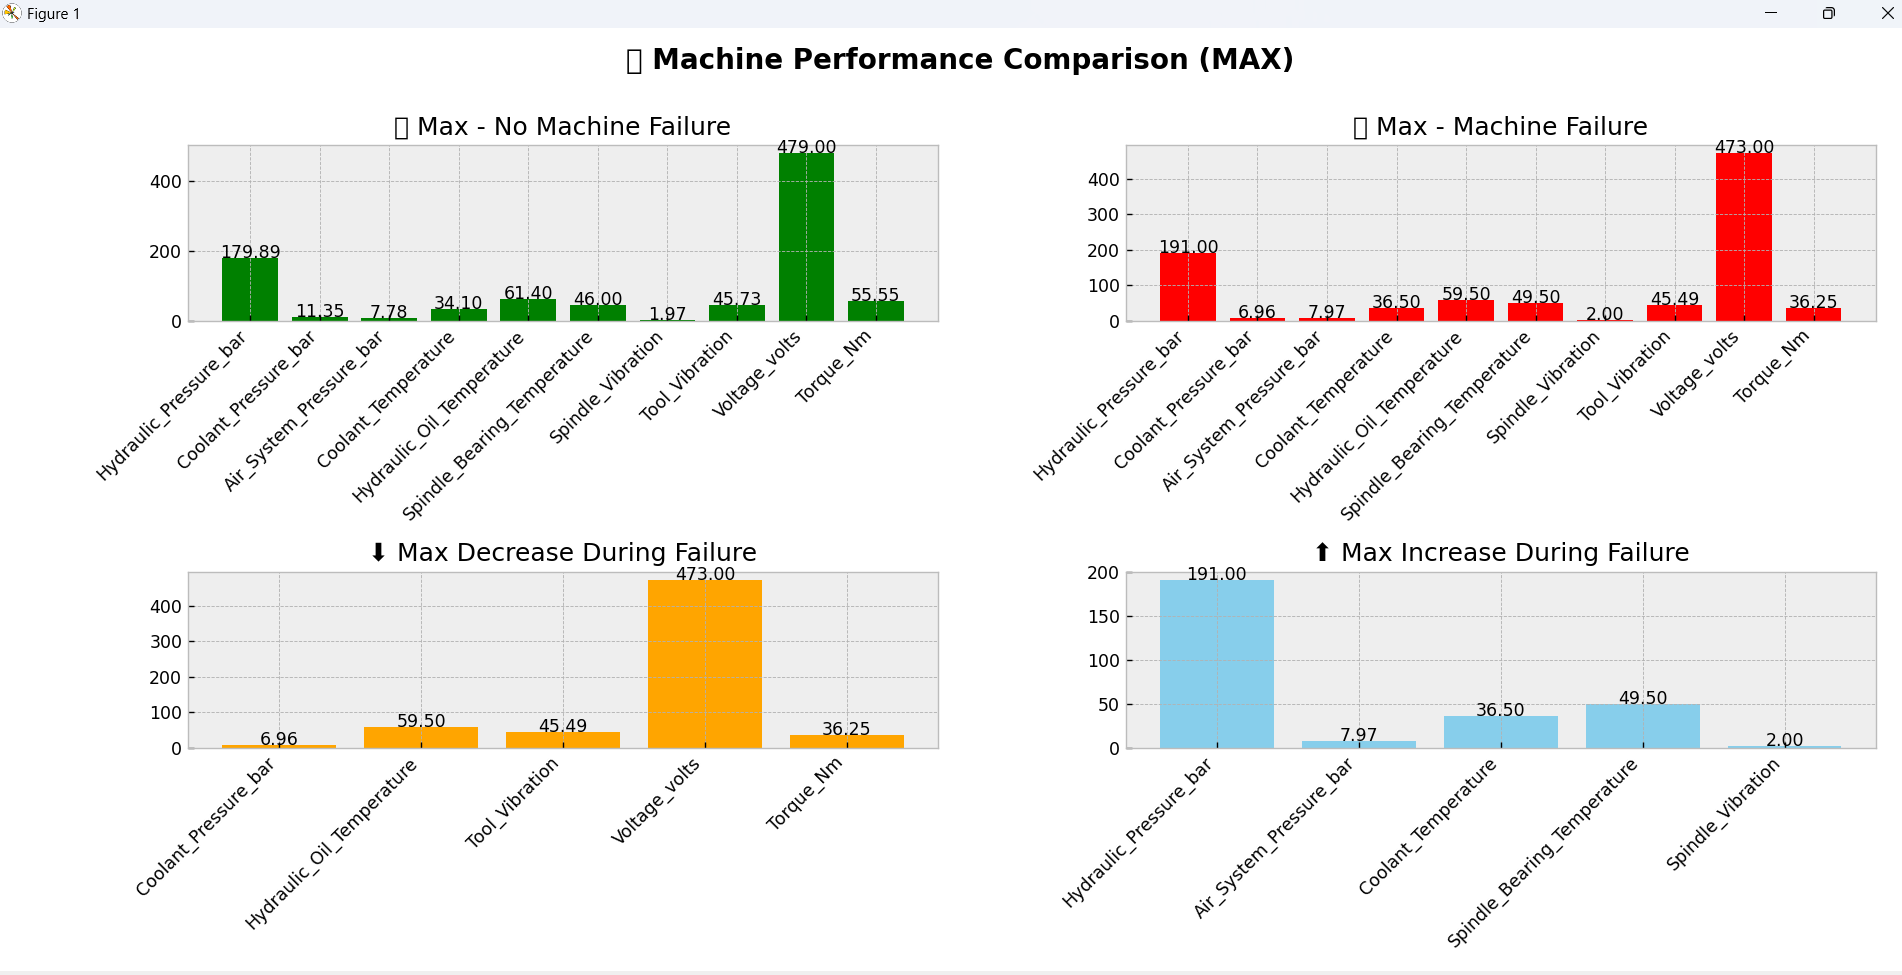 Figure 1
Machine Performance Comparison (MAX)
Max - No Machine Failure
400
200
0
179.89
11.35
7.78
34.10
61.40
46.00
1.97
45.73
479.00
55.55
Hydraulic_Pressure_bar
Coolant_Pressure_bar
Air_System_Pressure_bar
Coolant_Temperature
Hydraulic_Oil_Temperature
Spindle_Bearing_Temperature
Spindle_Vibration
Tool_Vibration
Voltage_volts
Torque_Nm
Max - Machine Failure
400
300
200
100
0
191.00
6.96
7.97
36.50
59.50
49.50
2.00
45.49
473.00
36.25
Hydraulic_Pressure_bar
Coolant_Pressure_bar
Air_System_Pressure_bar
Coolant_Temperature
Hydraulic_Oil_Temperature
Spindle_Bearing_Temperature
Spindle_Vibration
Tool_Vibration
Voltage_volts
Torque_Nm
⬇ Max Decrease During Failure
400
300
200
100
0
6.96
59.50
45.49
473.00
36.25
Coolant_Pressure_bar
Hydraulic_Oil_Temperature
Tool_Vibration
Voltage_volts
Torque_Nm
⬆ Max Increase During Failure
200
150
100
50
0
191.00
7.97
36.50
49.50
2.00
Hydraulic_Pressure_bar
Air_System_Pressure_bar
Coolant_Temperature
Spindle_Bearing_Temperature
Spindle_Vibration